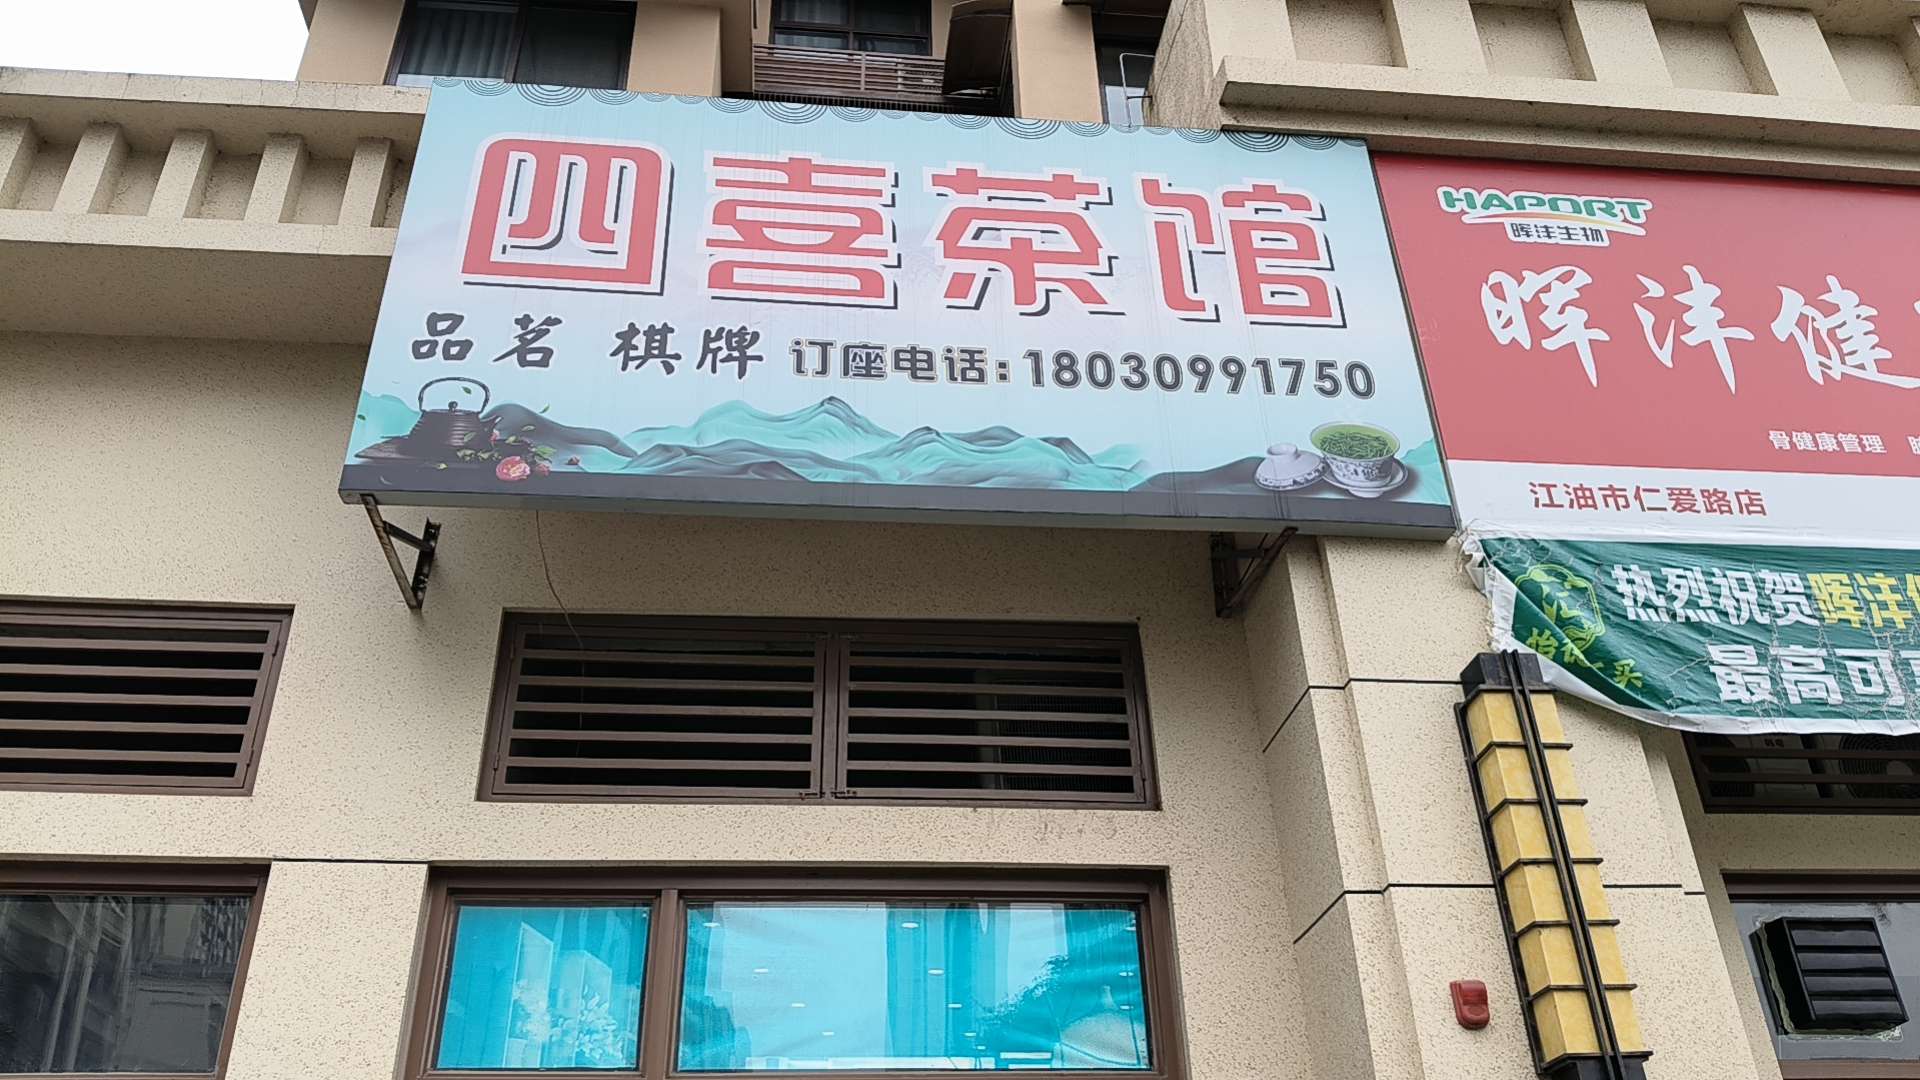 四喜茶馆
品茗 棋牌 订座电话:18030991750
HAPORT
晖沣生物
晖沣健
骨健康管理
江油市仁爱路店
热烈祝贺晖沣
最高可